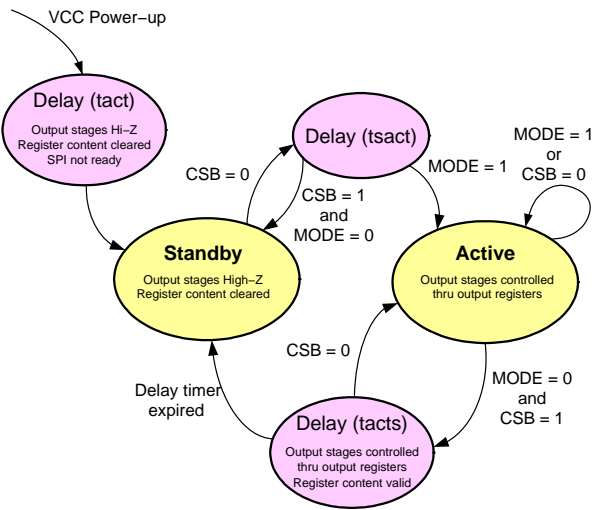 VCC Power-up
Delay (tact)
Output stages Hi−Z
Register content cleared
SPI not ready
Delay (tsact)
MODE = 1
or
CSB = 0
CSB = 0
MODE = 1
CSB = 1
and
MODE = 0
Standby
Output stages High−Z
Register content cleared
Active
Output stages controlled
thru output registers
CSB = 0
MODE = 0
and
CSB = 1
Delay timer
expired
Delay (tacts)
Output stages controlled
thru output registers
Register content valid